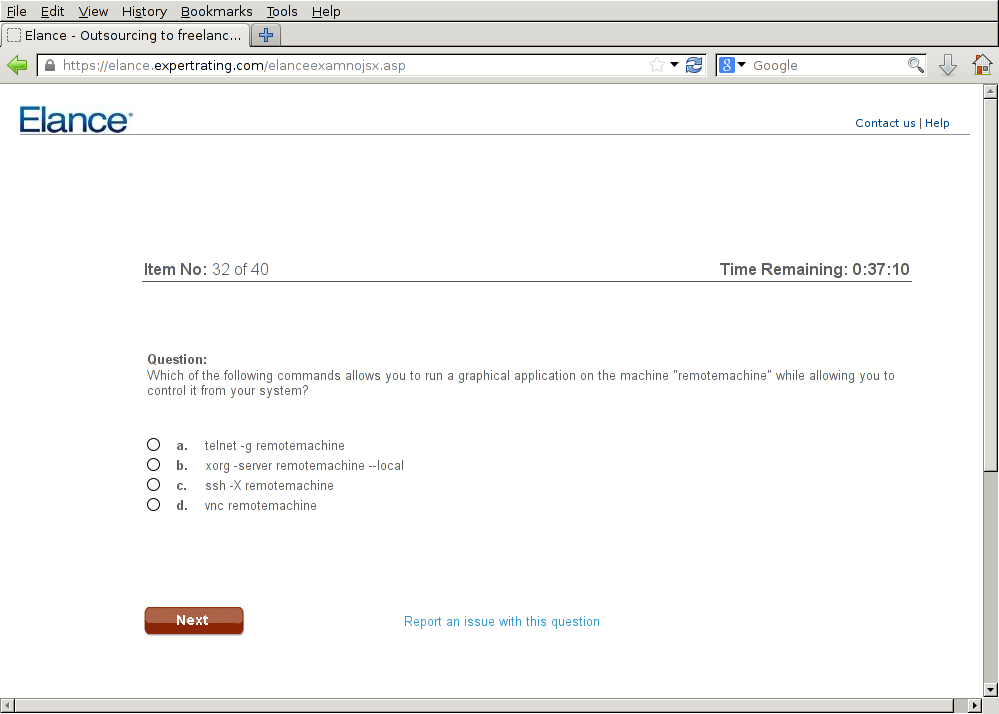 File Edit View History Bookmarks Tools Help
Elance - Outsourcing to freelanc...
https://elance.expertrating.com/elanceexamnojsx.asp
8 Google
Elance
Contact us | Help
Item No: 32 of 40 Time Remaining: 0:37:10
Question:
Which of the following commands allows you to run a graphical application on the machine "remotemachine" while allowing you to
control it from your system?
a. telnet -g remotemachine
b. xorg -server remotemachine --local
c. ssh -X remotemachine
d. vnc remotemachine
Next Report an issue with this question